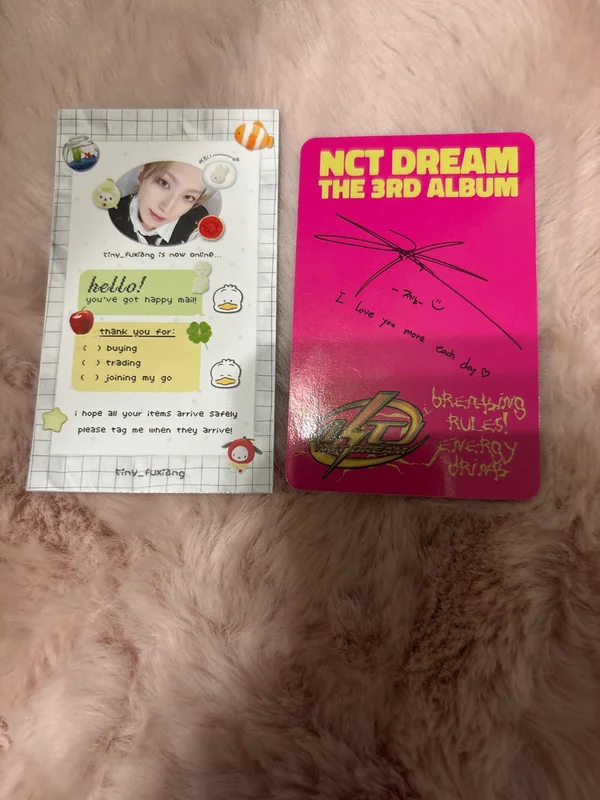 tiny_fuxiang is now online...
hello!
you've got happy mail!
thank you for:
( ) buying
( ) trading
( ) joining my go
i hope all your items arrive safely
please tag me when they arrive!
tiny_fuxiang
NCT DREAM
THE 3RD ALBUM
I love you more each day ♡
BREAKING
RULES!
ENERGY
DRINK